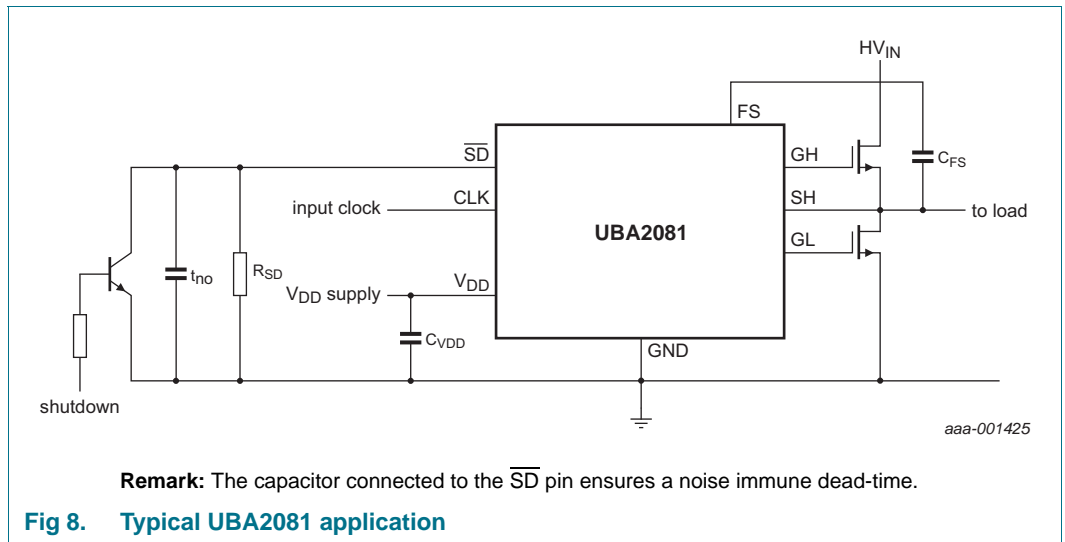 HV_IN
FS
SD
GH
C_FS
input clock
CLK
SH
to load
UBA2081
t_no
R_SD
GL
V_DD supply
V_DD
C_VDD
GND
shutdown
aaa-001425
Remark: The capacitor connected to the SD pin ensures a noise immune dead-time.
Fig 8. Typical UBA2081 application